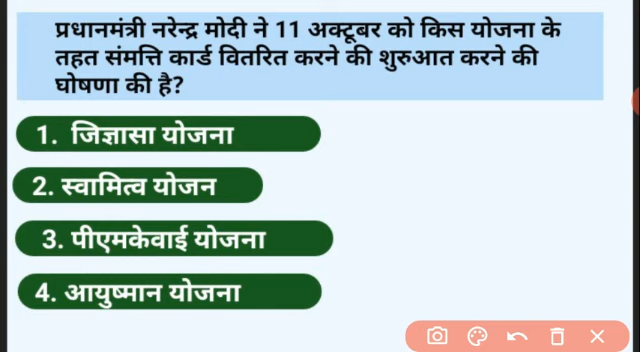 प्रधानमंत्री नरेन्द्र मोदी ने 11 अक्टूबर को किस योजना के
तहत संमत्ति कार्ड वितरित करने की शुरुआत करने की
घोषणा की है?
1. जिज्ञासा योजना
2. स्वामित्व योजन
3. पीएमकेवाई योजना
4. आयुष्मान योजना